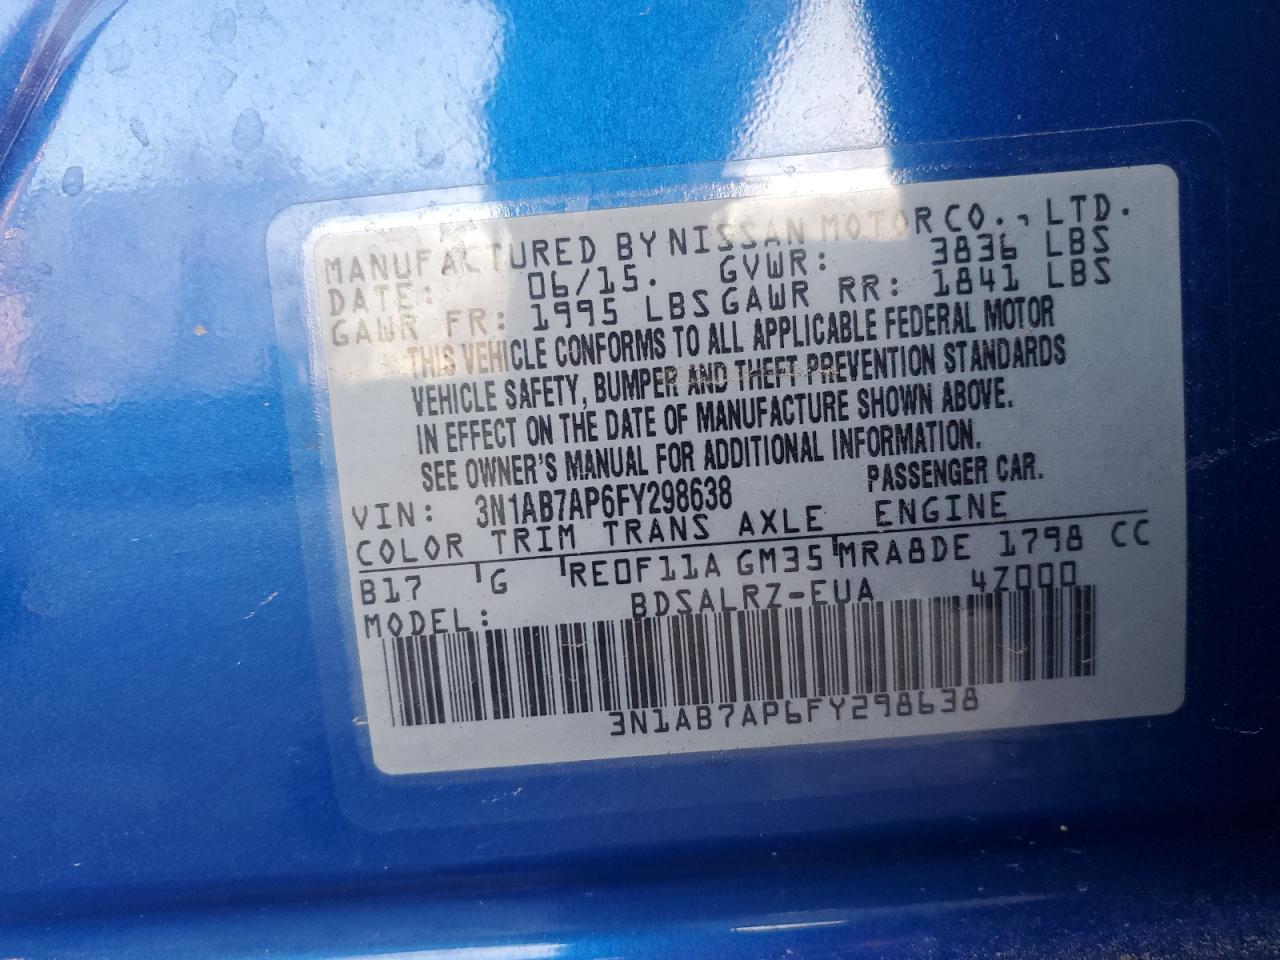 MANUFACTURED BY NISSAN MOTOR CO., LTD.
DATE: 06/15. GVWR: 3836 LBS
GAWR FR: 1995 LBS GAWR RR: 1841 LBS
THIS VEHICLE CONFORMS TO ALL APPLICABLE FEDERAL MOTOR
VEHICLE SAFETY, BUMPER AND THEFT PREVENTION STANDARDS
IN EFFECT ON THE DATE OF MANUFACTURE SHOWN ABOVE.
SEE OWNER'S MANUAL FOR ADDITIONAL INFORMATION.
VIN: 3N1AB7AP6FY298638 PASSENGER CAR.
COLOR TRIM TRANS AXLE ENGINE
B17 G RE0F11A GM35 MRA8DE 1798 CC
MODEL: BDSALRZ-EUA 4Z000
3N1AB7AP6FY298638